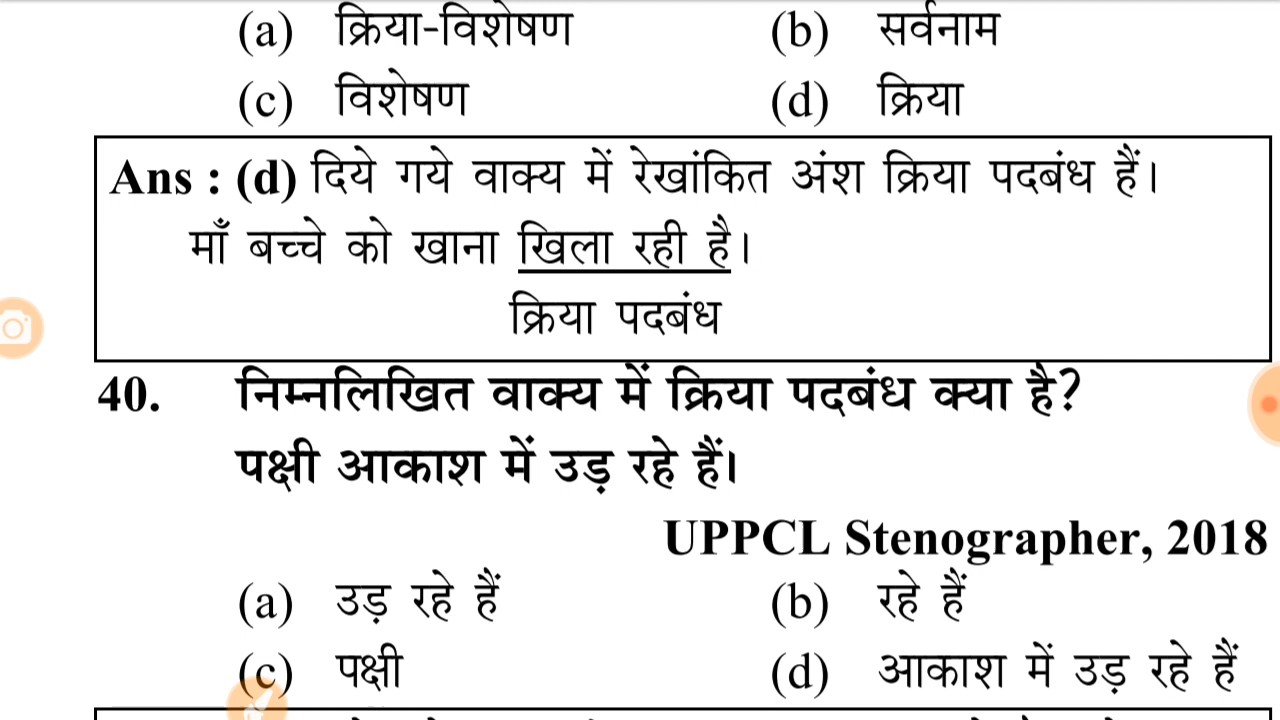 (a) क्रिया-विशेषण (b) सर्वनाम
(c) विशेषण (d) क्रिया
Ans : (d) दिये गये वाक्य में रेखांकित अंश क्रिया पदबंध हैं।
माँ बच्चे को खाना खिला रही है।
क्रिया पदबंध
40. निम्नलिखित वाक्य में क्रिया पदबंध क्या है?
पक्षी आकाश में उड़ रहे हैं।
UPPCL Stenographer, 2018
(a) उड़ रहे हैं (b) रहे हैं
(c) पक्षी (d) आकाश में उड़ रहे हैं